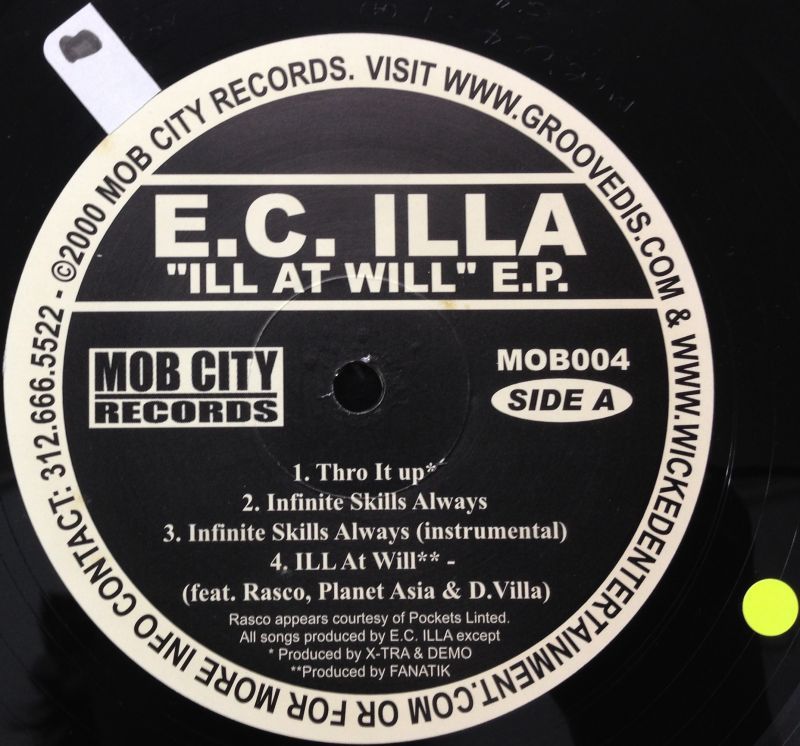 ©2000 MOB CITY RECORDS. VISIT WWW.GROOVEDIS.COM & WWW.WICKEDENTERTAINMENT.COM OR FOR MORE INFO CONTACT: 312.666.5522 -
E.C. ILLA
"ILL AT WILL" E.P.
MOB CITY
RECORDS
MOB004
SIDE A
1. Thro It up*
2. Infinite Skills Always
3. Infinite Skills Always (instrumental)
4. ILL At Will** -
(feat. Rasco, Planet Asia & D.Villa)
Rasco appears courtesy of Pockets Linted.
All songs produced by E.C. ILLA except
* Produced by X-TRA & DEMO
**Produced by FANATIK